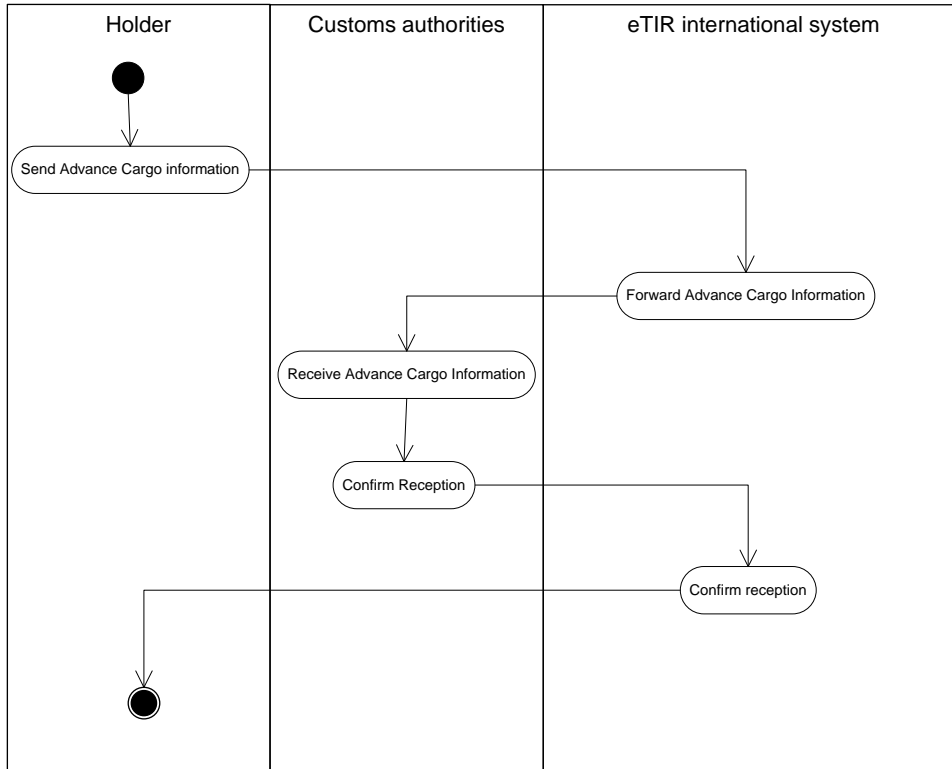 Holder
Customs authorities
eTIR international system
Send Advance Cargo information
Forward Advance Cargo Information
Receive Advance Cargo Information
Confirm Reception
Confirm reception